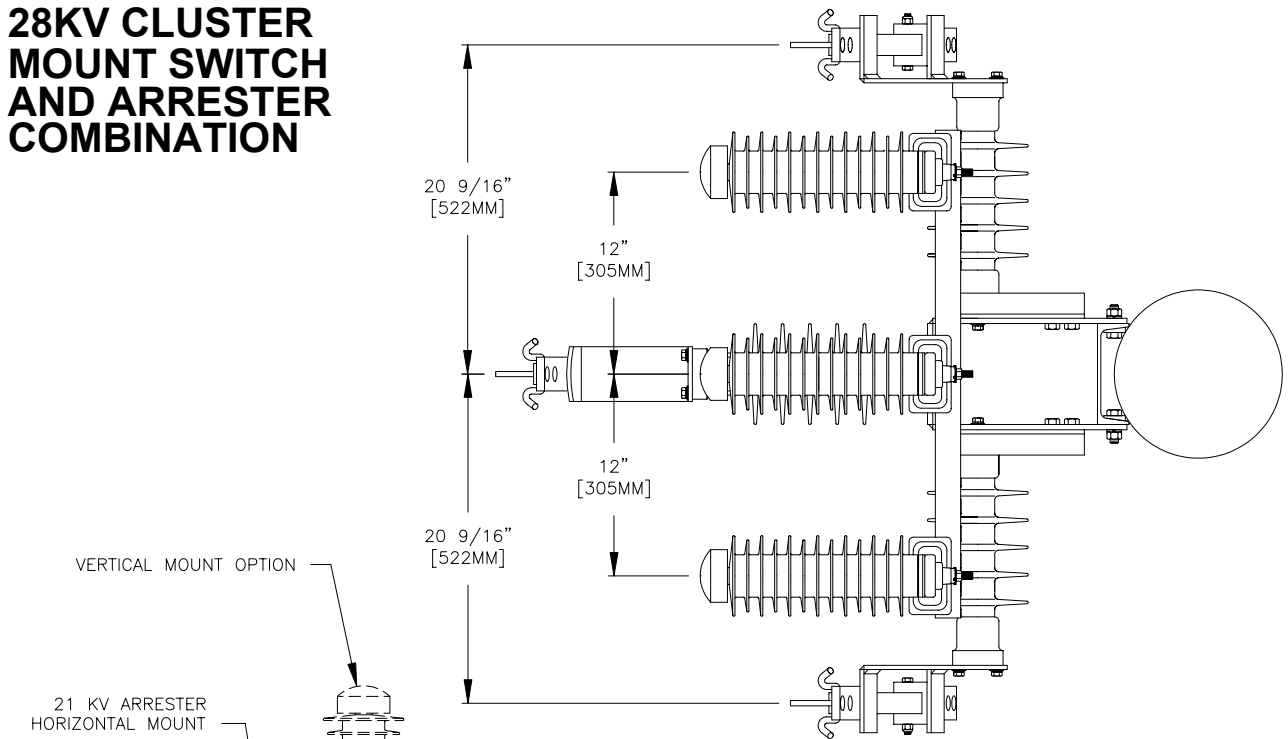 28KV CLUSTER
MOUNT SWITCH
AND ARRESTER
COMBINATION
20 9/16"
[522MM]
12"
[305MM]
12"
[305MM]
20 9/16"
[522MM]
VERTICAL MOUNT OPTION
21 KV ARRESTER
HORIZONTAL MOUNT